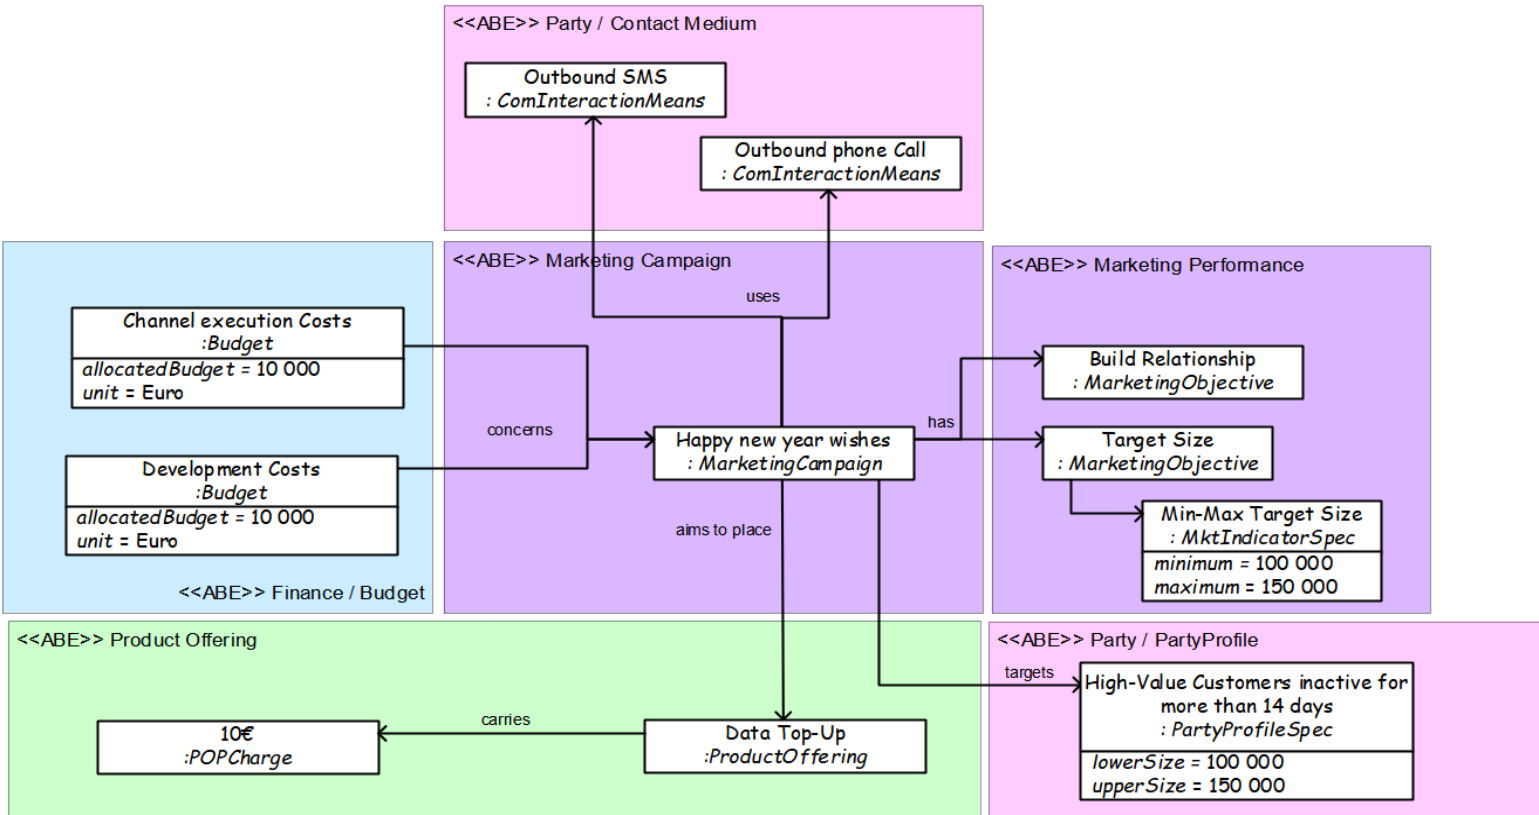 <<ABE>> Party / Contact Medium
Outbound SMS
: ComInteractionMeans
Outbound phone Call
: ComInteractionMeans
<<ABE>> Marketing Campaign
<<ABE>> Marketing Performance
uses
Channel execution Costs
:Budget
allocatedBudget = 10 000
unit = Euro
Build Relationship
: MarketingObjective
concerns
has
Happy new year wishes
: MarketingCampaign
Target Size
: MarketingObjective
Development Costs
:Budget
allocatedBudget = 10 000
unit = Euro
aims to place
Min-Max Target Size
: MktIndicatorSpec
minimum = 100 000
maximum = 150 000
<<ABE>> Finance / Budget
<<ABE>> Product Offering
<<ABE>> Party / PartyProfile
targets
High-Value Customers inactive for
more than 14 days
: PartyProfileSpec
lowerSize = 100 000
upperSize = 150 000
carries
10€
:POPCharge
Data Top-Up
:ProductOffering